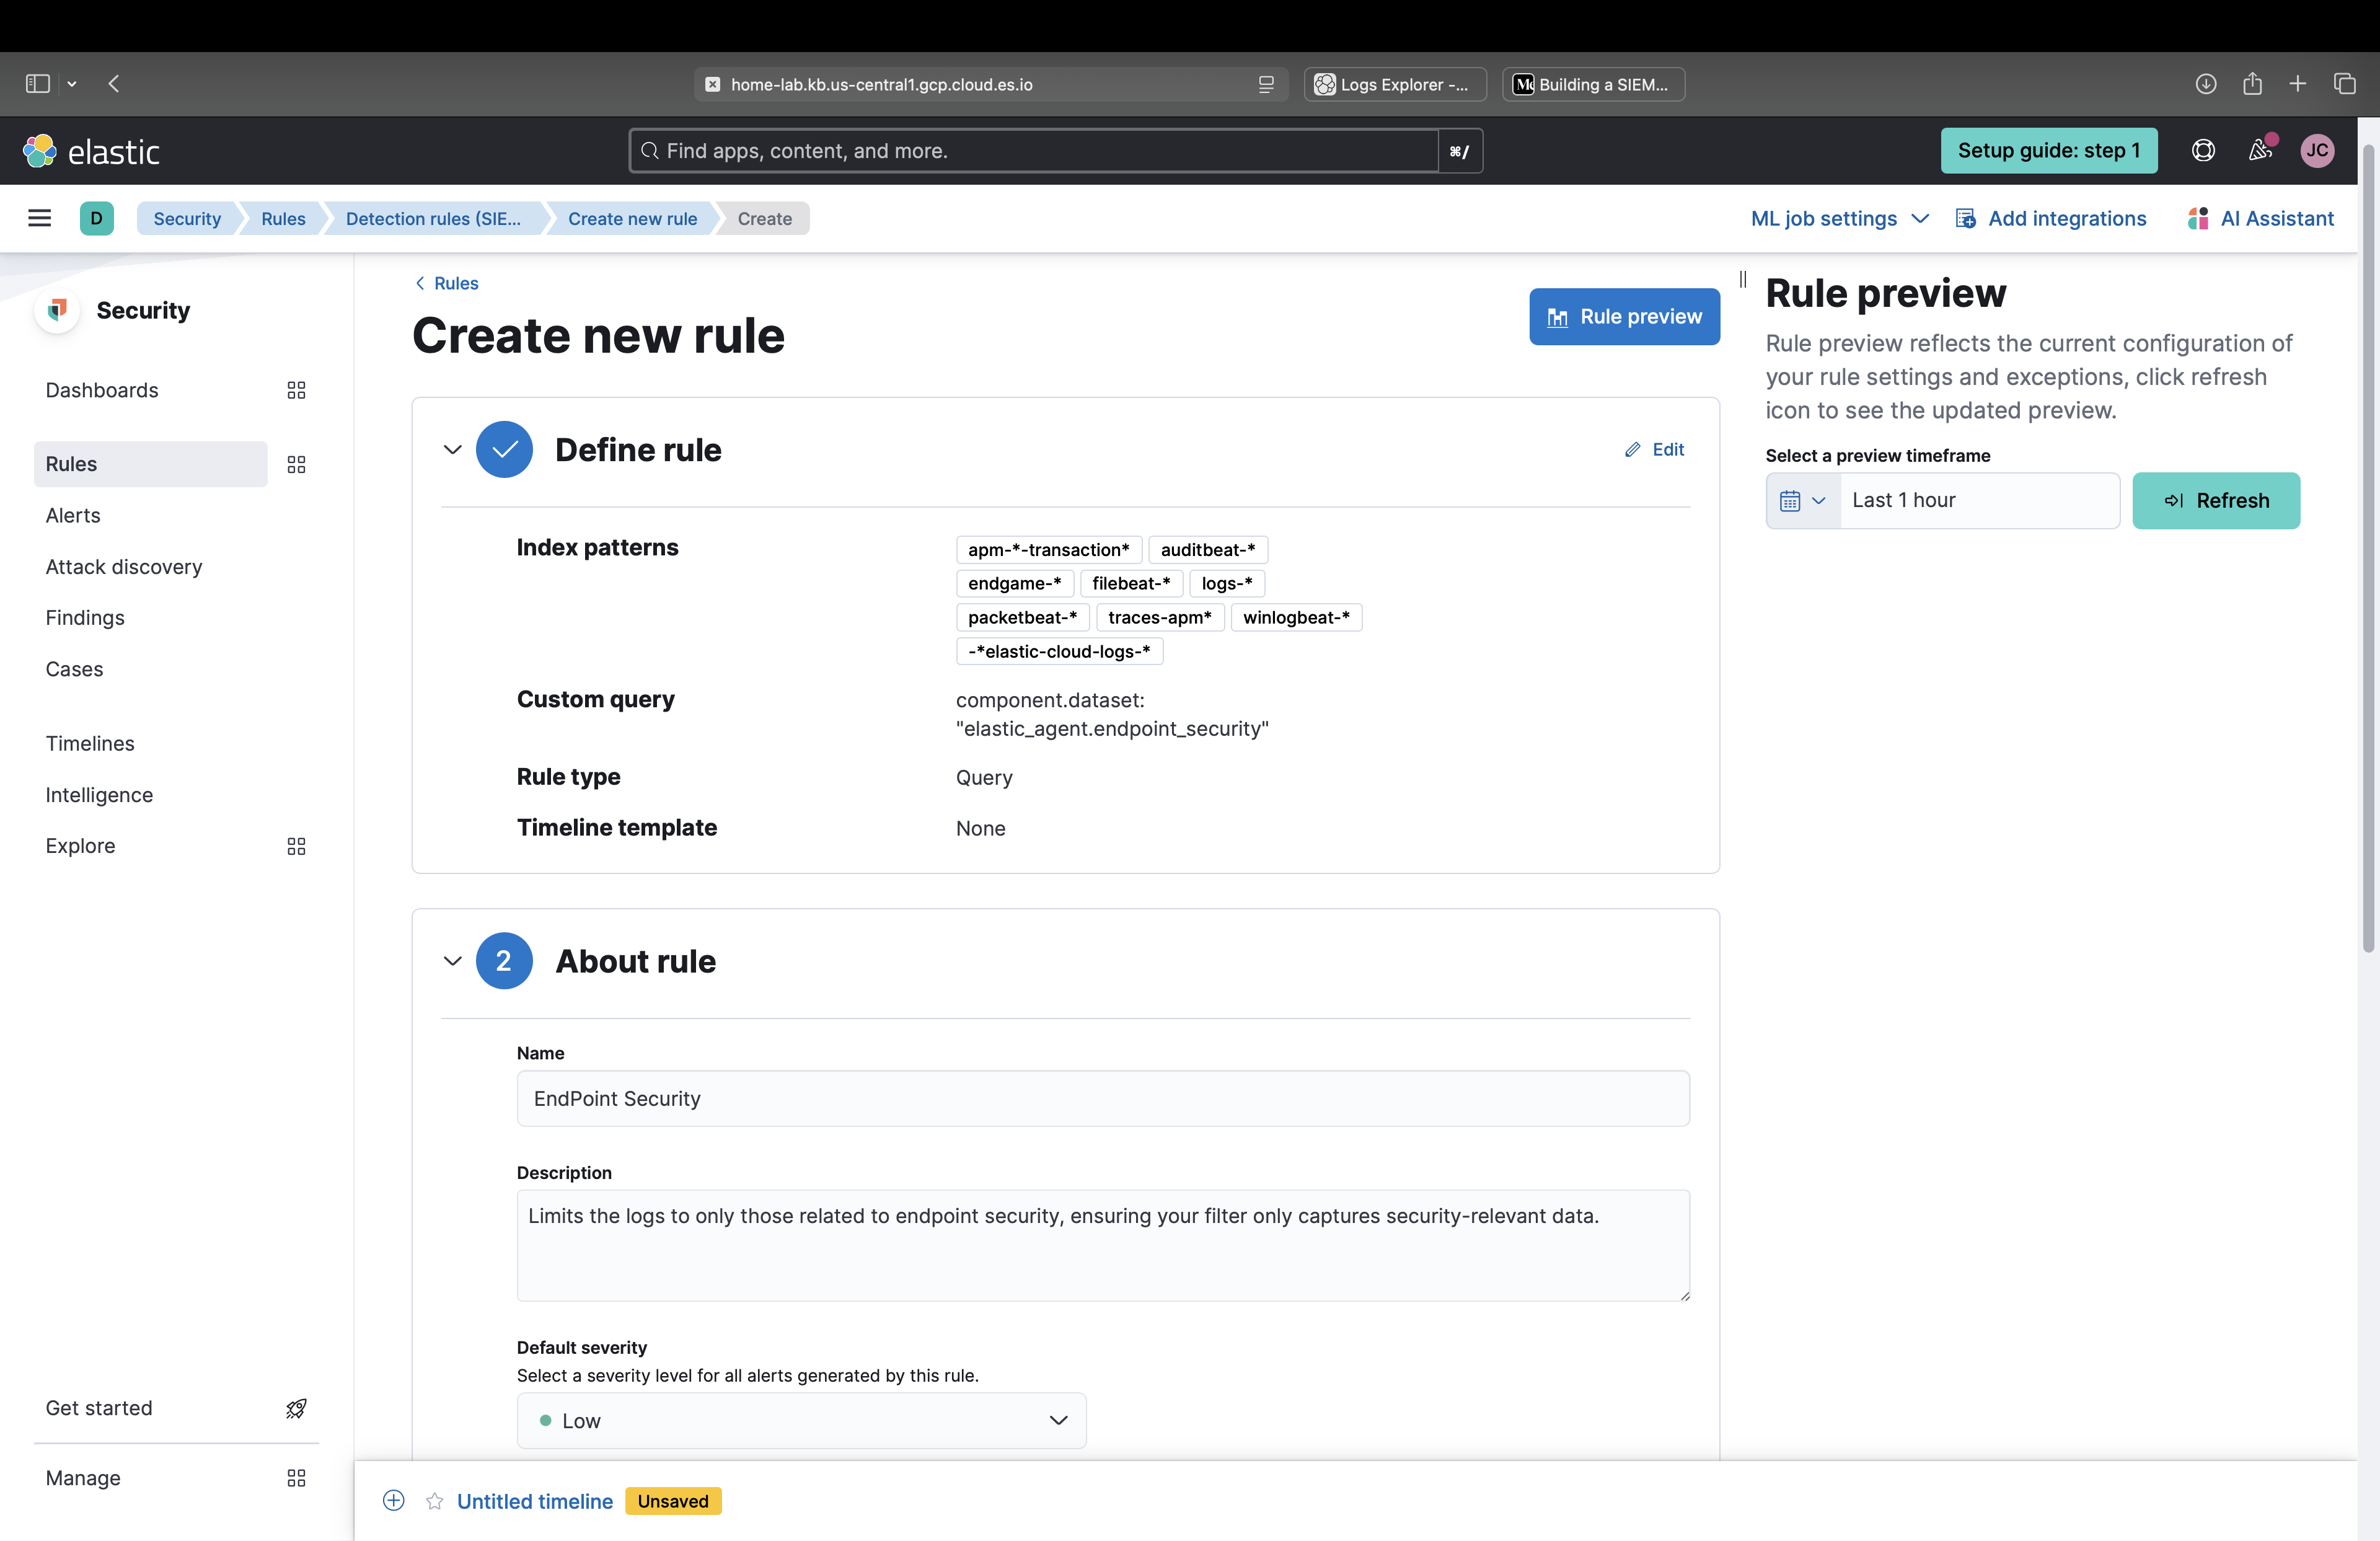 home-lab.kb.us-central1.gcp.cloud.es.io
Logs Explorer -...
Building a SIEM...
elastic
Find apps, content, and more.
⌘/
Setup guide: step 1
JC
D
Security
Rules
Detection rules (SIE...
Create new rule
Create
ML job settings
Add integrations
AI Assistant
Security
Dashboards
Rules
Alerts
Attack discovery
Findings
Cases
Timelines
Intelligence
Explore
Get started
Manage
Rules
Create new rule
Rule preview
Define rule
Edit
Index patterns
apm-*-transaction* auditbeat-*
endgame-* filebeat-* logs-*
packetbeat-* traces-apm* winlogbeat-*
-*elastic-cloud-logs-*
Custom query
component.dataset:
"elastic_agent.endpoint_security"
Rule type
Query
Timeline template
None
2
About rule
Name
EndPoint Security
Description
Limits the logs to only those related to endpoint security, ensuring your filter only captures security-relevant data.
Default severity
Select a severity level for all alerts generated by this rule.
Low
Untitled timeline
Unsaved
Rule preview
Rule preview reflects the current configuration of
your rule settings and exceptions, click refresh
icon to see the updated preview.
Select a preview timeframe
Last 1 hour
Refresh